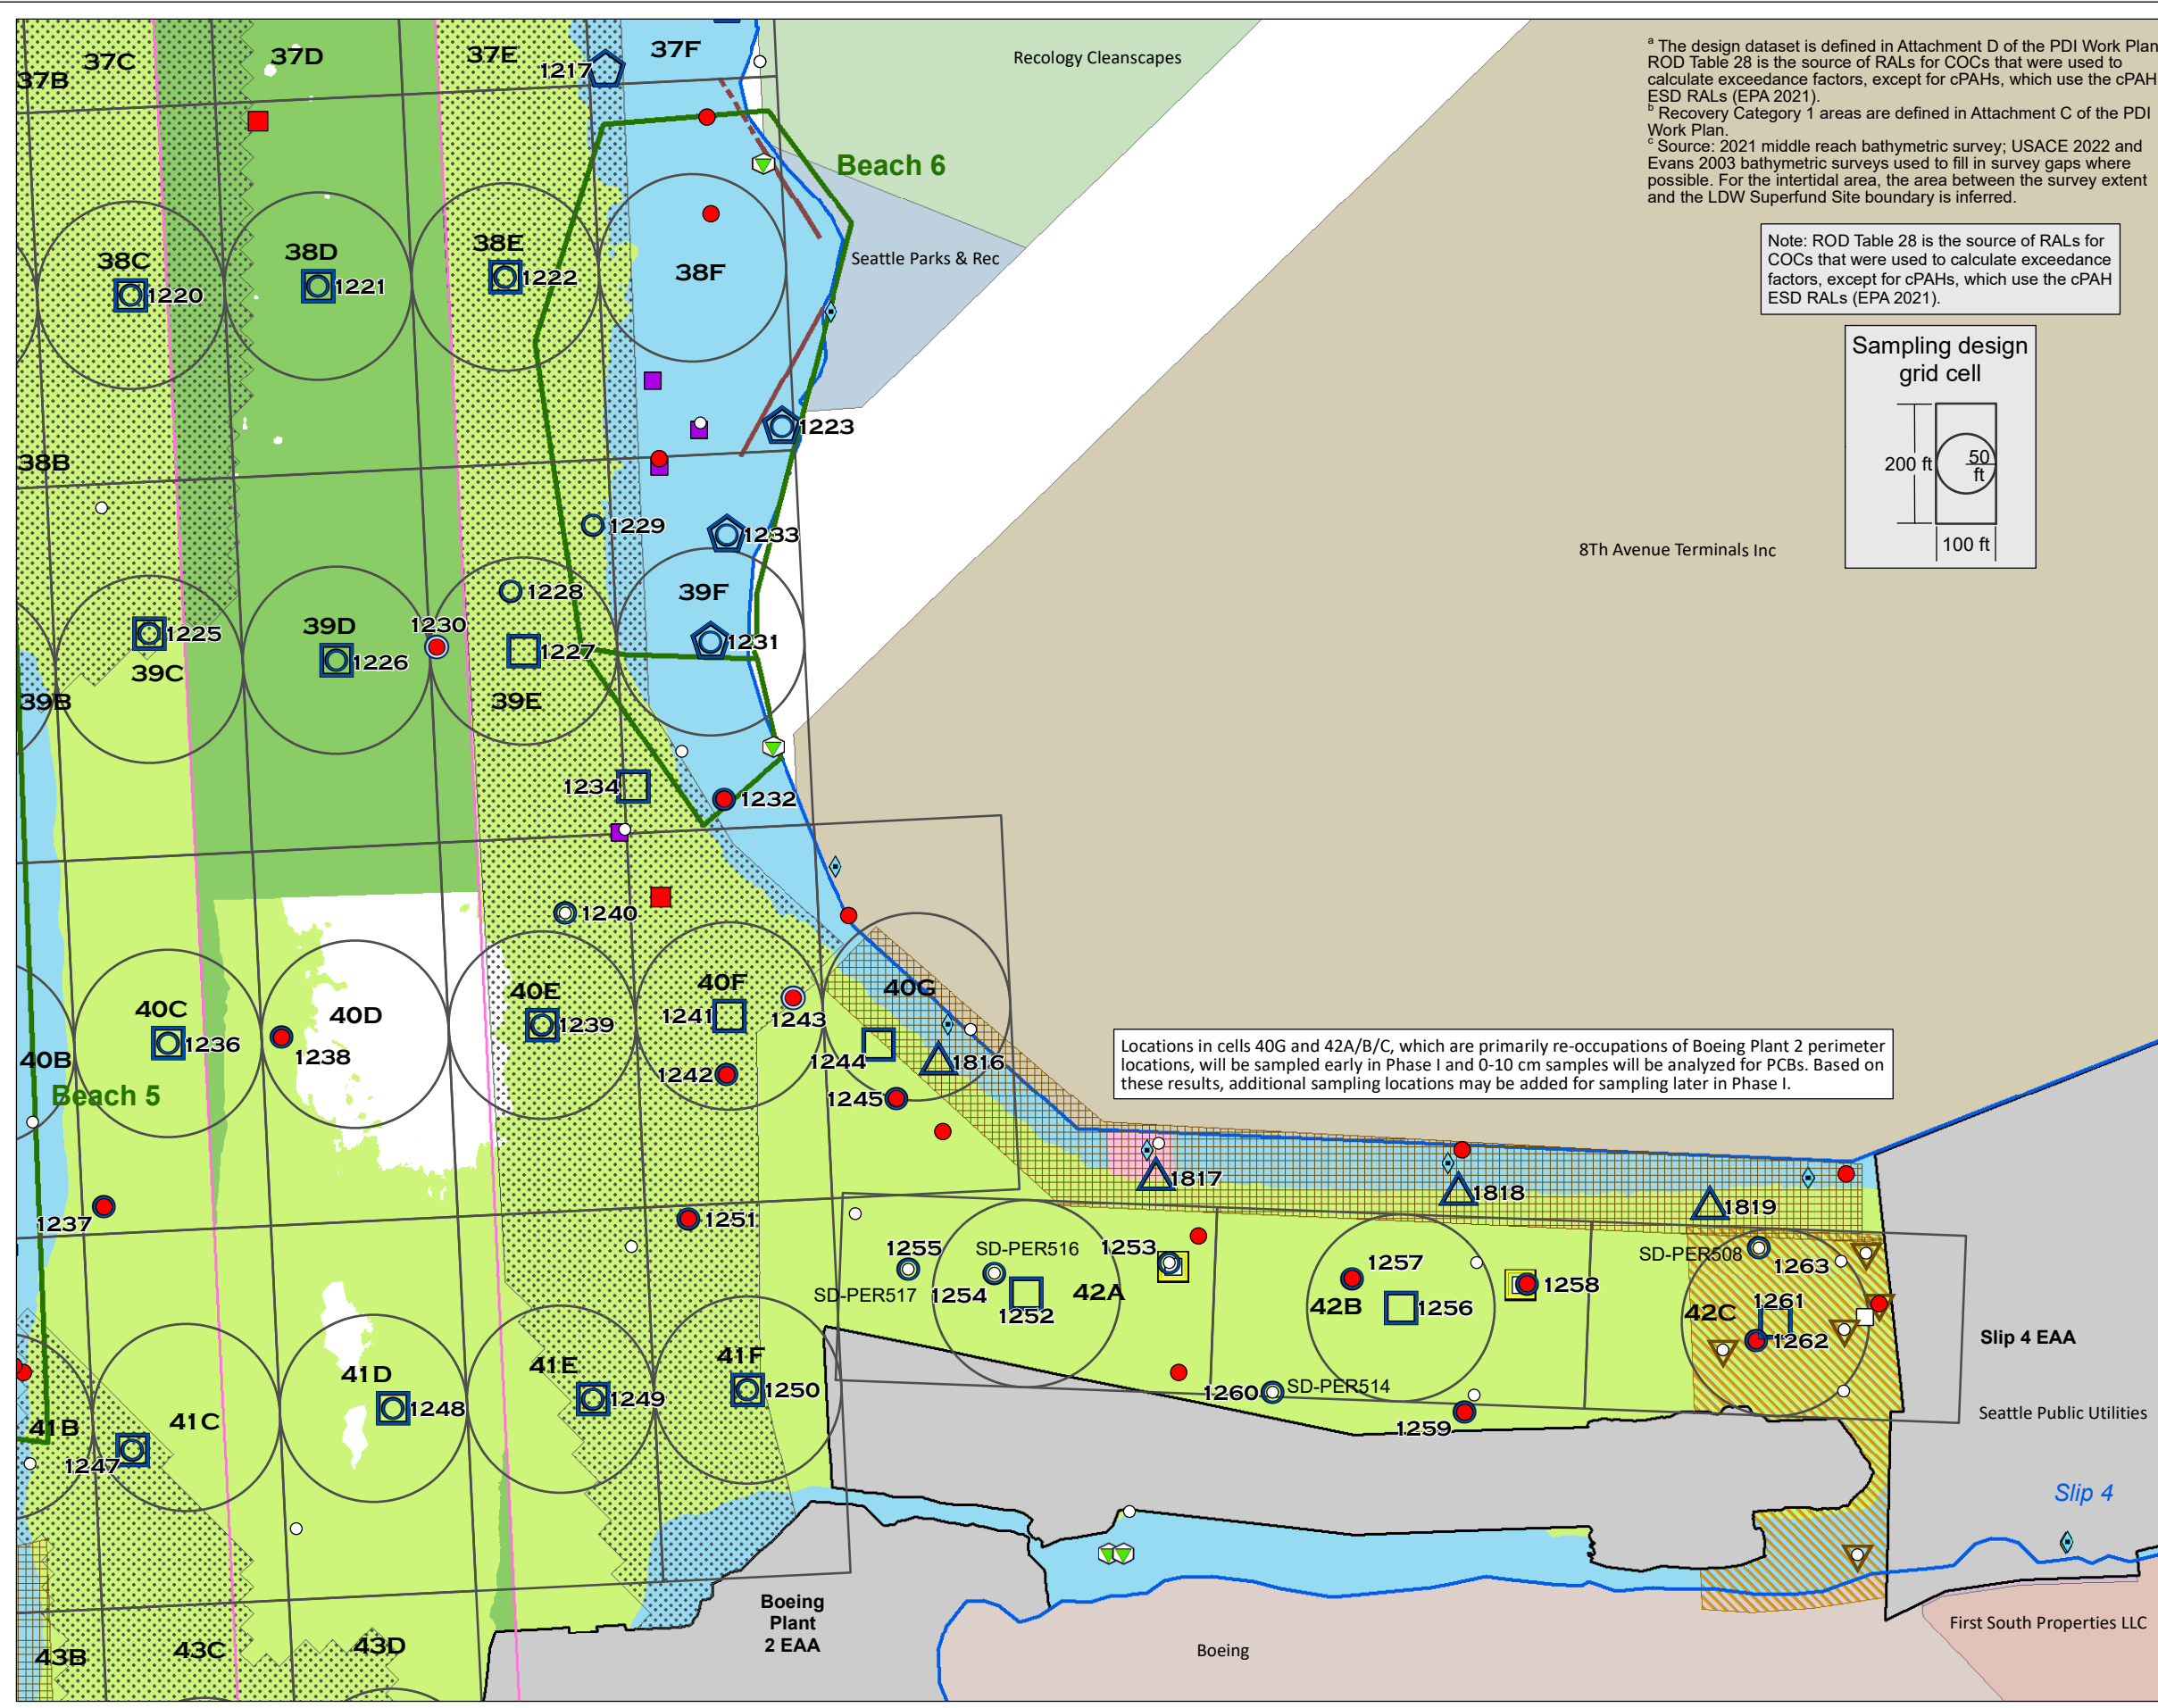 37B
37C
37D
37E
37F
1217
Recology Cleanscapes
a The design dataset is defined in Attachment D of the PDI Work Plan
ROD Table 28 is the source of RALs for COCs that were used to
calculate exceedance factors, except for cPAHs, which use the cPAH
ESD RALs (EPA 2021).
b Recovery Category 1 areas are defined in Attachment C of the PDI
Work Plan.
c Source: 2021 middle reach bathymetric survey; USACE 2022 and
Evans 2003 bathymetric surveys used to fill in survey gaps where
possible. For the intertidal area, the area between the survey extent
and the LDW Superfund Site boundary is inferred.
Beach 6
Note: ROD Table 28 is the source of RALs for
COCs that were used to calculate exceedance
factors, except for cPAHs, which use the cPAH
ESD RALs (EPA 2021).
38C
1220
38D
1221
38E
1222
38F
Seattle Parks & Rec
Sampling design
grid cell
200 ft
50
ft
100 ft
1223
38B
1229
1233
8Th Avenue Terminals Inc
1228
39F
1225
39C
39D
1226
1230
1227
1231
39B
39E
1234
1232
1240
40C
1236
40D
1238
40E
1239
40F
1241
1243
40G
1244
1816
40B
1242
1245
Beach 5
Locations in cells 40G and 42A/B/C, which are primarily re-occupations of Boeing Plant 2 perimeter
locations, will be sampled early in Phase I and 0-10 cm samples will be analyzed for PCBs. Based on
these results, additional sampling locations may be added for sampling later in Phase I.
1817
1818
1819
1237
1251
1255
SD-PER516
1253
1257
SD-PER508
1263
SD-PER517
1254
42A
1252
42B
1256
1258
42C
1261
1262
Slip 4 EAA
41D
1248
41E
1249
41F
1250
1260
SD-PER514
1259
Seattle Public Utilities
41B
41C
1247
Slip 4
Boeing
Plant
2 EAA
Boeing
First South Properties LLC
43B
43C
43D